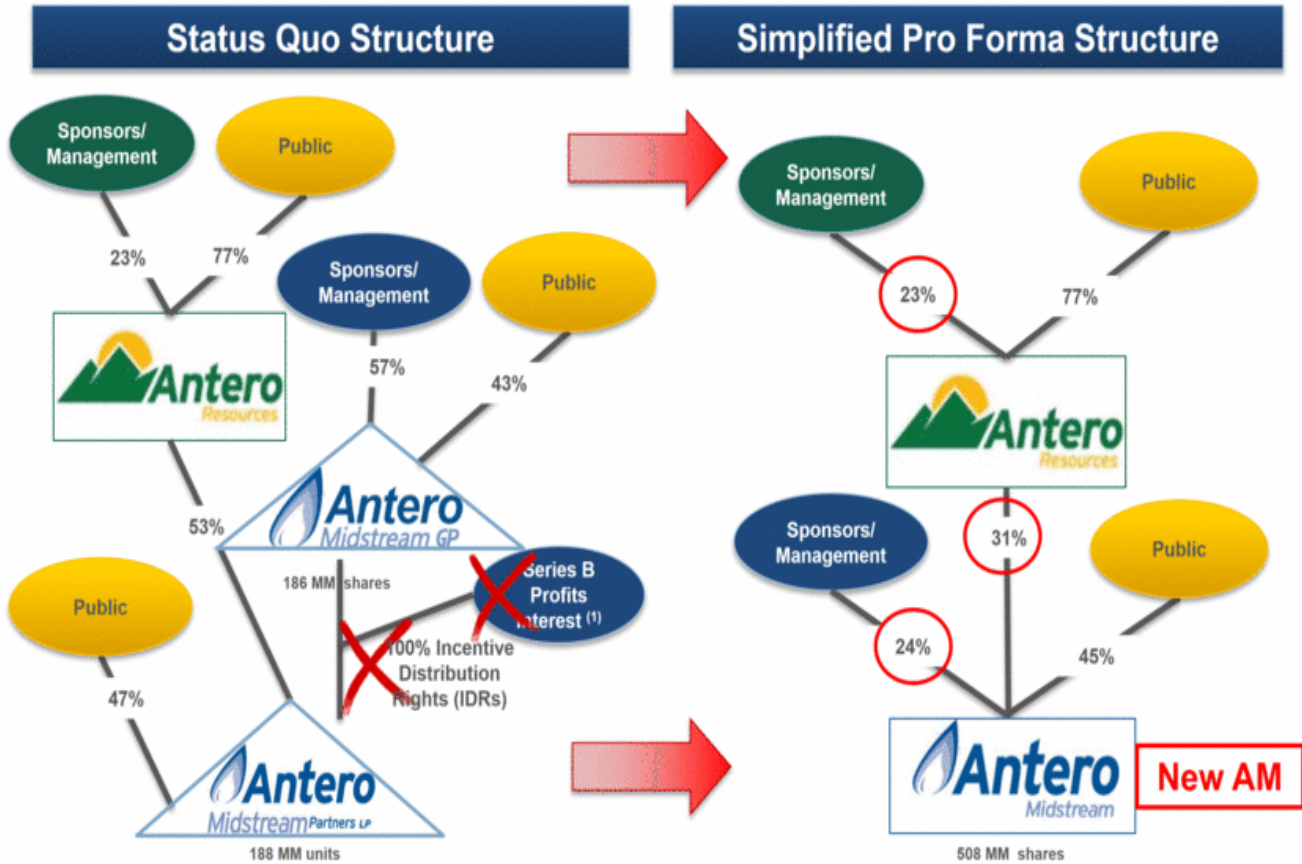 Status Quo Structure
Sponsors/
Management
Public
23%
77%
Antero
Resources
Sponsors/
Management
Public
57%
43%
Antero
Midstream GP
186 MM shares
53%
Series B
Profits
Interest (1)
100% Incentive
Distribution
Rights (IDRs)
Public
47%
Antero
Midstream Partners LP
188 MM units
Simplified Pro Forma Structure
Sponsors/
Management
Public
23%
77%
Antero
Resources
Sponsors/
Management
31%
Public
24%
45%
Antero
Midstream
New AM
508 MM shares